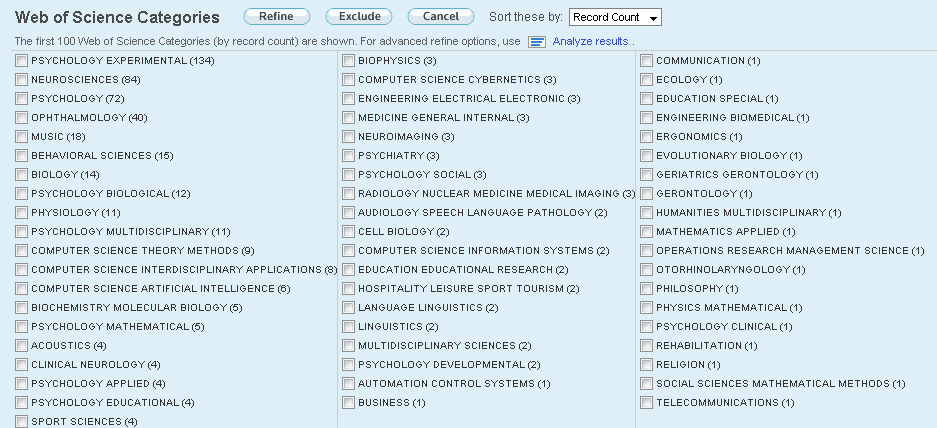 Web of Science Categories Refine Exclude Cancel Sort these by: Record Count
The first 100 Web of Science Categories (by record count) are shown. For advanced refine options, use Analyze results .
PSYCHOLOGY EXPERIMENTAL (134)
NEUROSCIENCES (84)
PSYCHOLOGY (72)
OPHTHALMOLOGY (40)
MUSIC (18)
BEHAVIORAL SCIENCES (15)
BIOLOGY (14)
PSYCHOLOGY BIOLOGICAL (12)
PHYSIOLOGY (11)
PSYCHOLOGY MULTIDISCIPLINARY (11)
COMPUTER SCIENCE THEORY METHODS (9)
COMPUTER SCIENCE INTERDISCIPLINARY APPLICATIONS (8)
COMPUTER SCIENCE ARTIFICIAL INTELLIGENCE (6)
BIOCHEMISTRY MOLECULAR BIOLOGY (5)
PSYCHOLOGY MATHEMATICAL (5)
ACOUSTICS (4)
CLINICAL NEUROLOGY (4)
PSYCHOLOGY APPLIED (4)
PSYCHOLOGY EDUCATIONAL (4)
SPORT SCIENCES (4)
BIOPHYSICS (3)
COMPUTER SCIENCE CYBERNETICS (3)
ENGINEERING ELECTRICAL ELECTRONIC (3)
MEDICINE GENERAL INTERNAL (3)
NEUROIMAGING (3)
PSYCHIATRY (3)
PSYCHOLOGY SOCIAL (3)
RADIOLOGY NUCLEAR MEDICINE MEDICAL IMAGING (3)
AUDIOLOGY SPEECH LANGUAGE PATHOLOGY (2)
CELL BIOLOGY (2)
COMPUTER SCIENCE INFORMATION SYSTEMS (2)
EDUCATION EDUCATIONAL RESEARCH (2)
HOSPITALITY LEISURE SPORT TOURISM (2)
LANGUAGE LINGUISTICS (2)
LINGUISTICS (2)
MULTIDISCIPLINARY SCIENCES (2)
PSYCHOLOGY DEVELOPMENTAL (2)
AUTOMATION CONTROL SYSTEMS (1)
BUSINESS (1)
COMMUNICATION (1)
ECOLOGY (1)
EDUCATION SPECIAL (1)
ENGINEERING BIOMEDICAL (1)
ERGONOMICS (1)
EVOLUTIONARY BIOLOGY (1)
GERIATRICS GERONTOLOGY (1)
GERONTOLOGY (1)
HUMANITIES MULTIDISCIPLINARY (1)
MATHEMATICS APPLIED (1)
OPERATIONS RESEARCH MANAGEMENT SCIENCE (1)
OTORHINOLARYNGOLOGY (1)
PHILOSOPHY (1)
PHYSICS MATHEMATICAL (1)
PSYCHOLOGY CLINICAL (1)
REHABILITATION (1)
RELIGION (1)
SOCIAL SCIENCES MATHEMATICAL METHODS (1)
TELECOMMUNICATIONS (1)